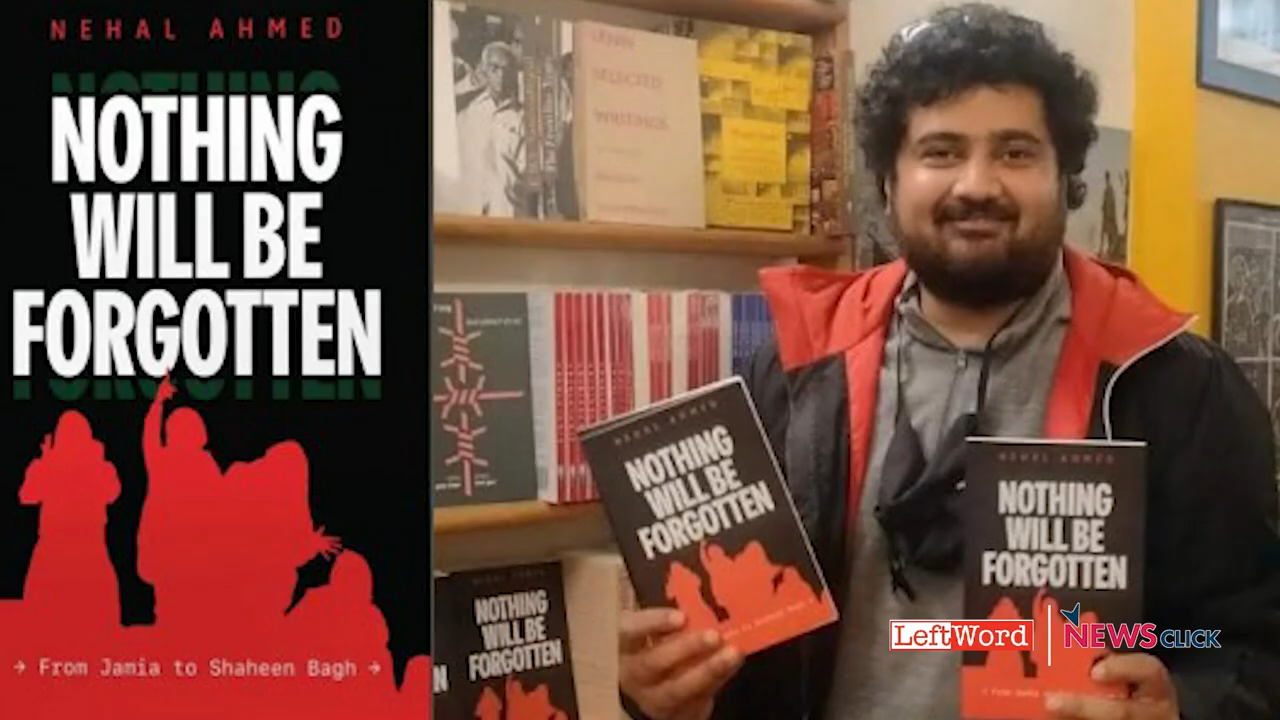 NEHAL AHMED
NOTHING
WILL BE
FORGOTTEN
→ From Jamia to Shaheen Bagh →
LENIN
SELECTED
WRITINGS
NEHAL AHMED
NOTHING
WILL BE
FORGOTTEN
NEHAL AHMED
NOTHING
WILL BE
FORGOTTEN
NOTHING
WILL BE
FORGOTTEN
LeftWord
NEWSCLICK